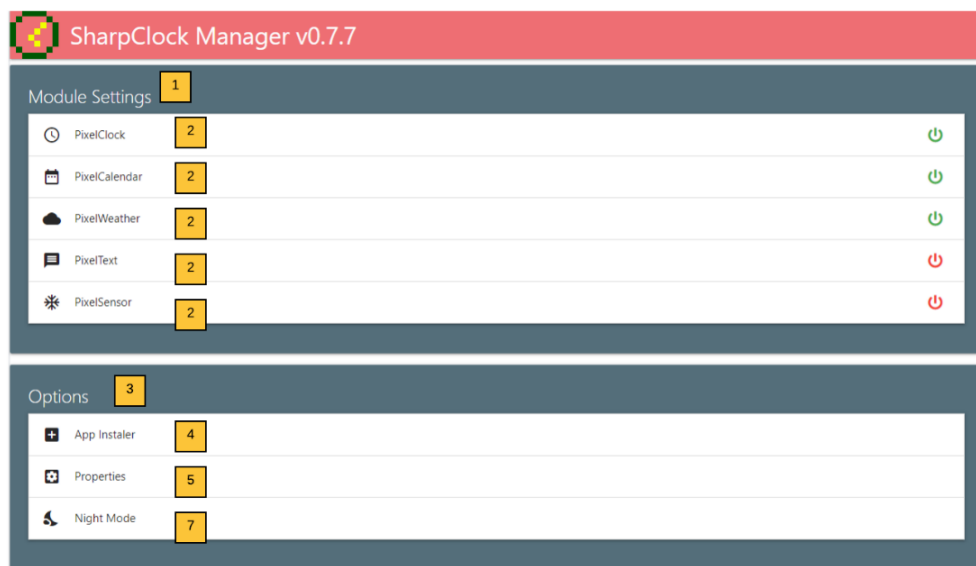 SharpClock Manager v0.7.7
Module Settings 1
PixelClock 2
PixelCalendar 2
PixelWeather 2
PixelText 2
PixelSensor 2
Options 3
App Instaler 4
Properties 5
Night Mode 7